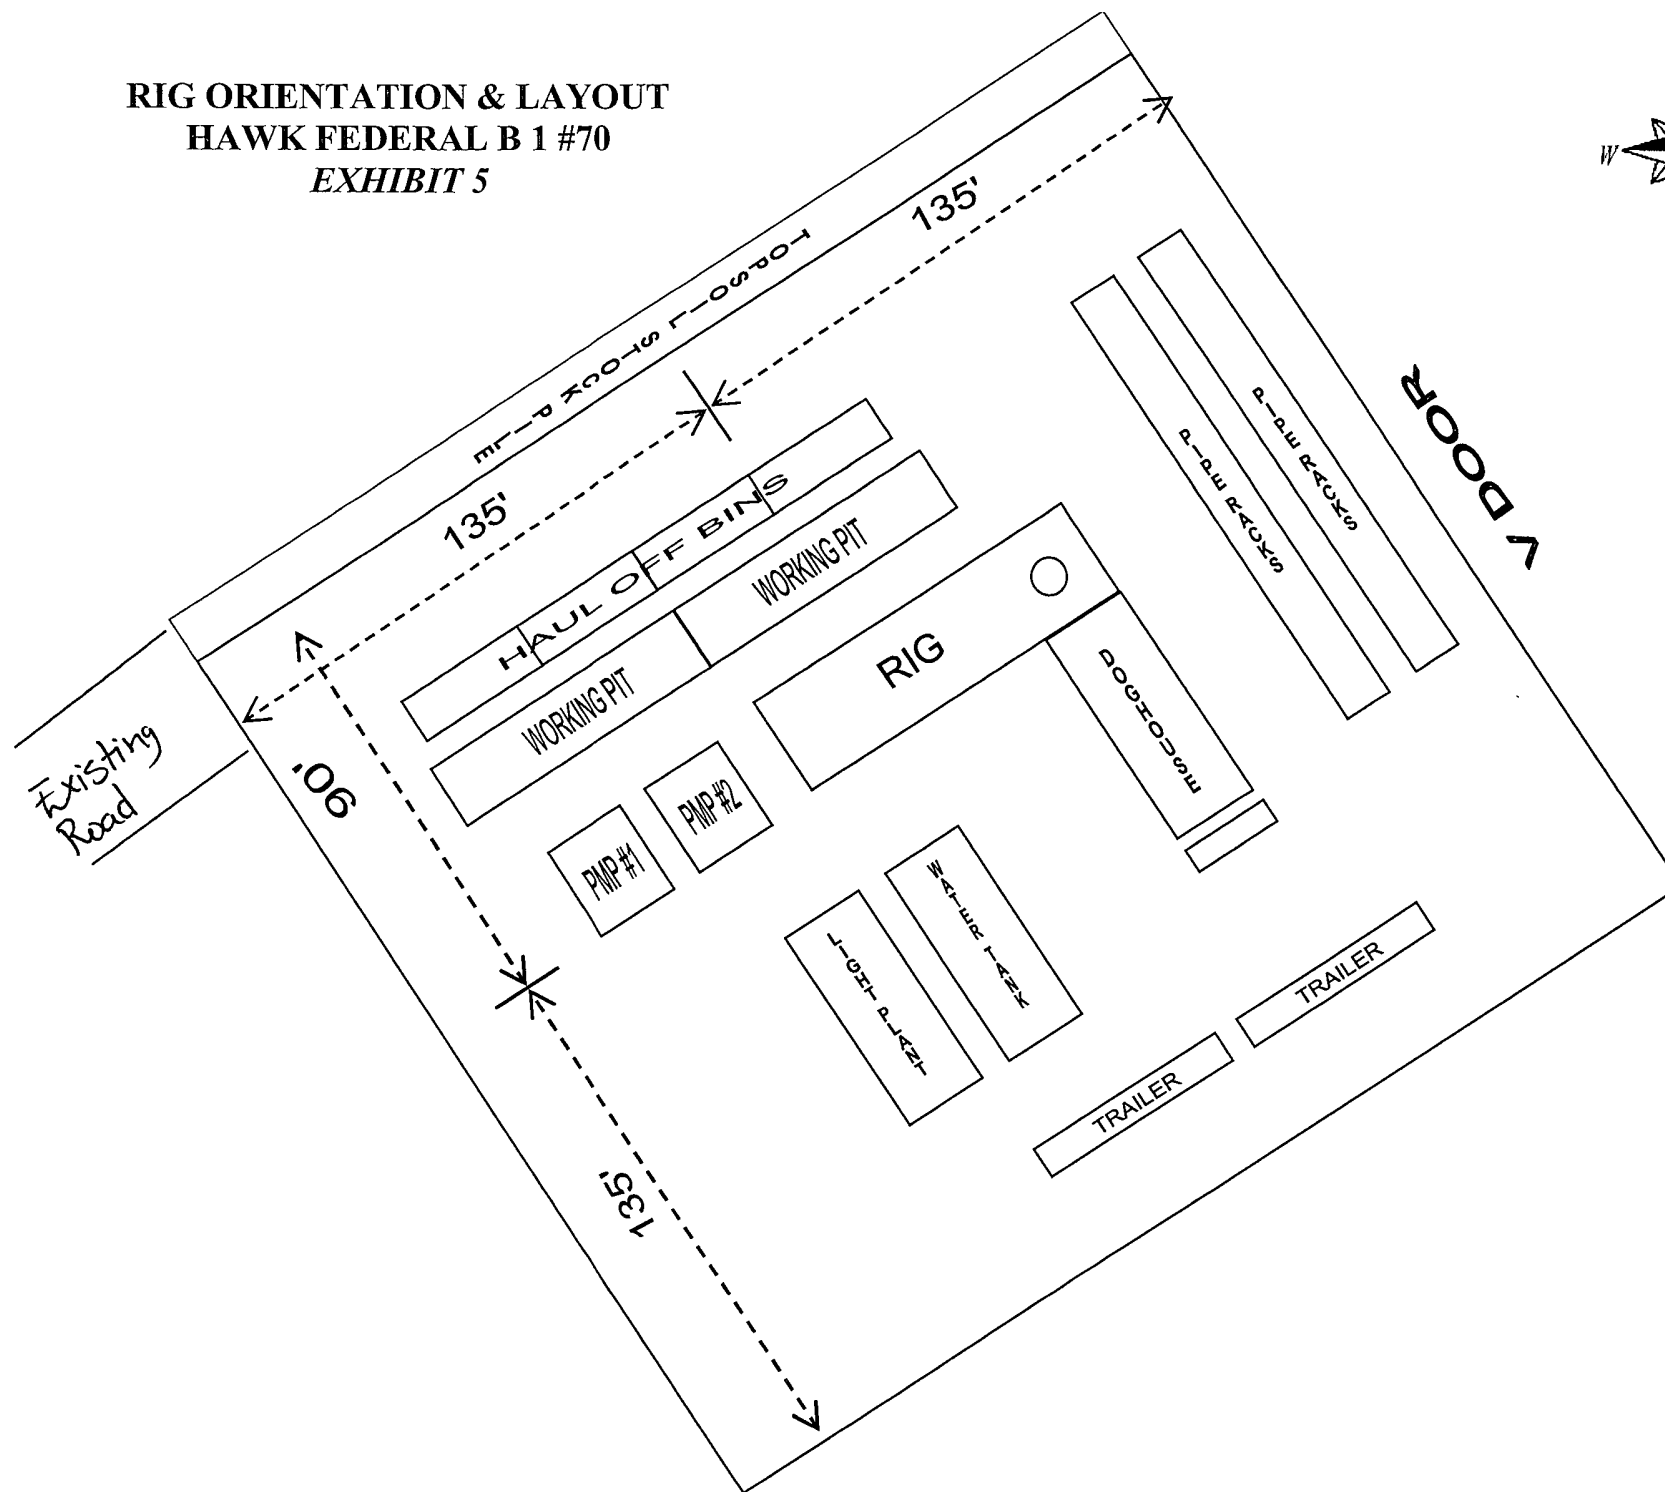 RIG ORIENTATION & LAYOUT
HAWK FEDERAL B 1 #70
EXHIBIT 5
W
135'
TOPSOIL STOCK PILE
135'
V DOOR
PIPE RACKS
PIPE RACKS
HAUL OFF BINS
WORKING PIT
WORKING PIT
RIG
DOGHOUSE
Existing
Road
90'
PMP #2
PMP #1
WATER TANK
LIGHT PLANT
TRAILER
TRAILER
135'